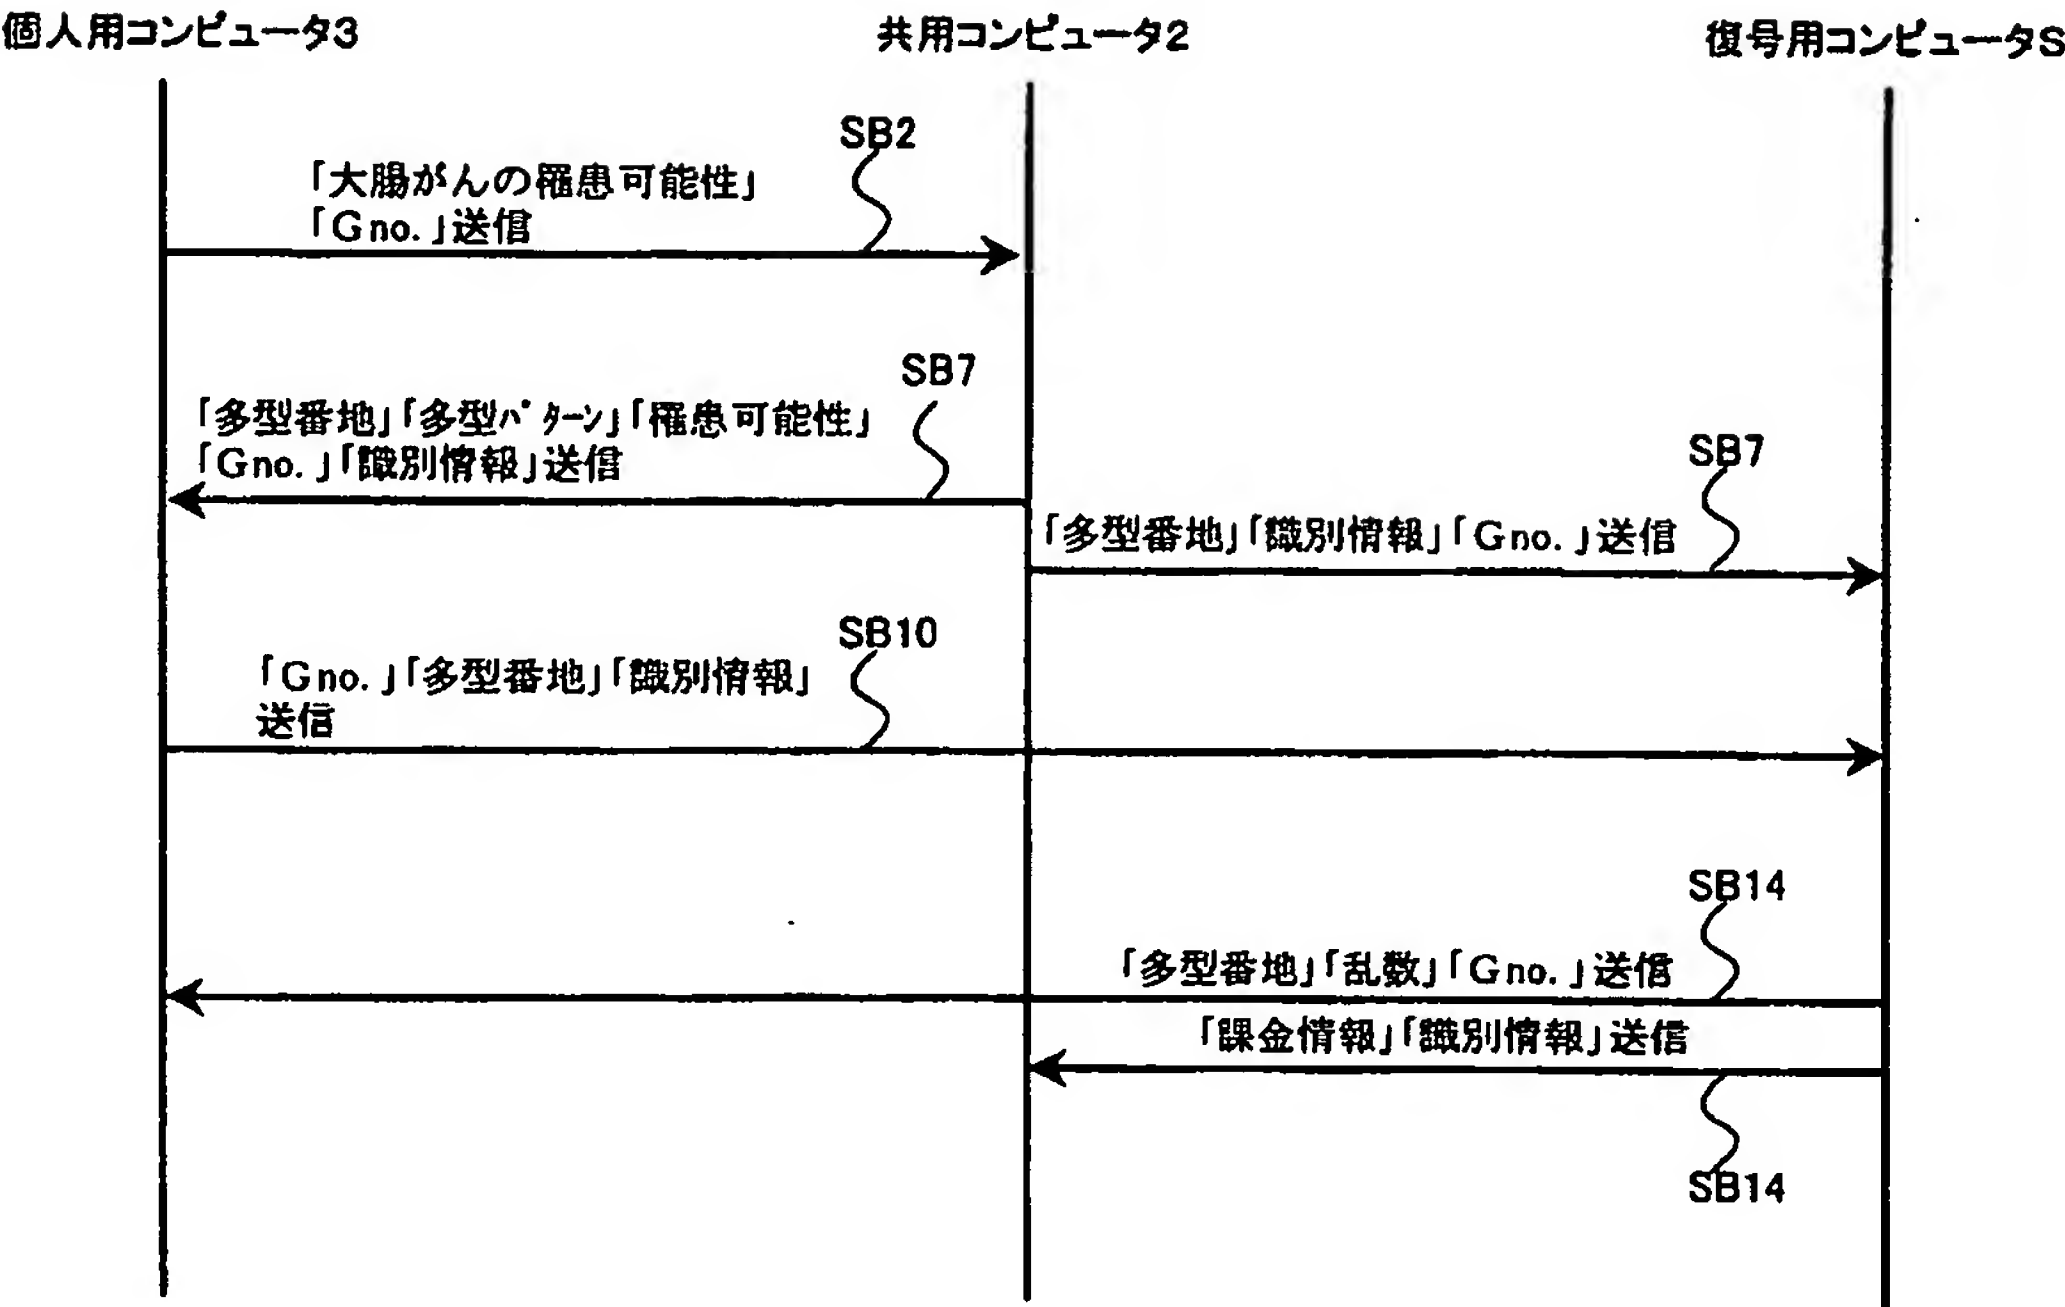 個人用コンピュータ3
共用コンピュータ2
復号用コンピュータS
SB2
「大腸がんの罹患可能性」
「Gno.」送信
SB7
「多型番地」「多型パターン」「罹患可能性」
「Gno.」「識別情報」送信
SB7
「多型番地」「識別情報」「Gno.」送信
SB10
「Gno.」「多型番地」「識別情報」
送信
SB14
「多型番地」「乱数」「Gno.」送信
「課金情報」「識別情報」送信
SB14